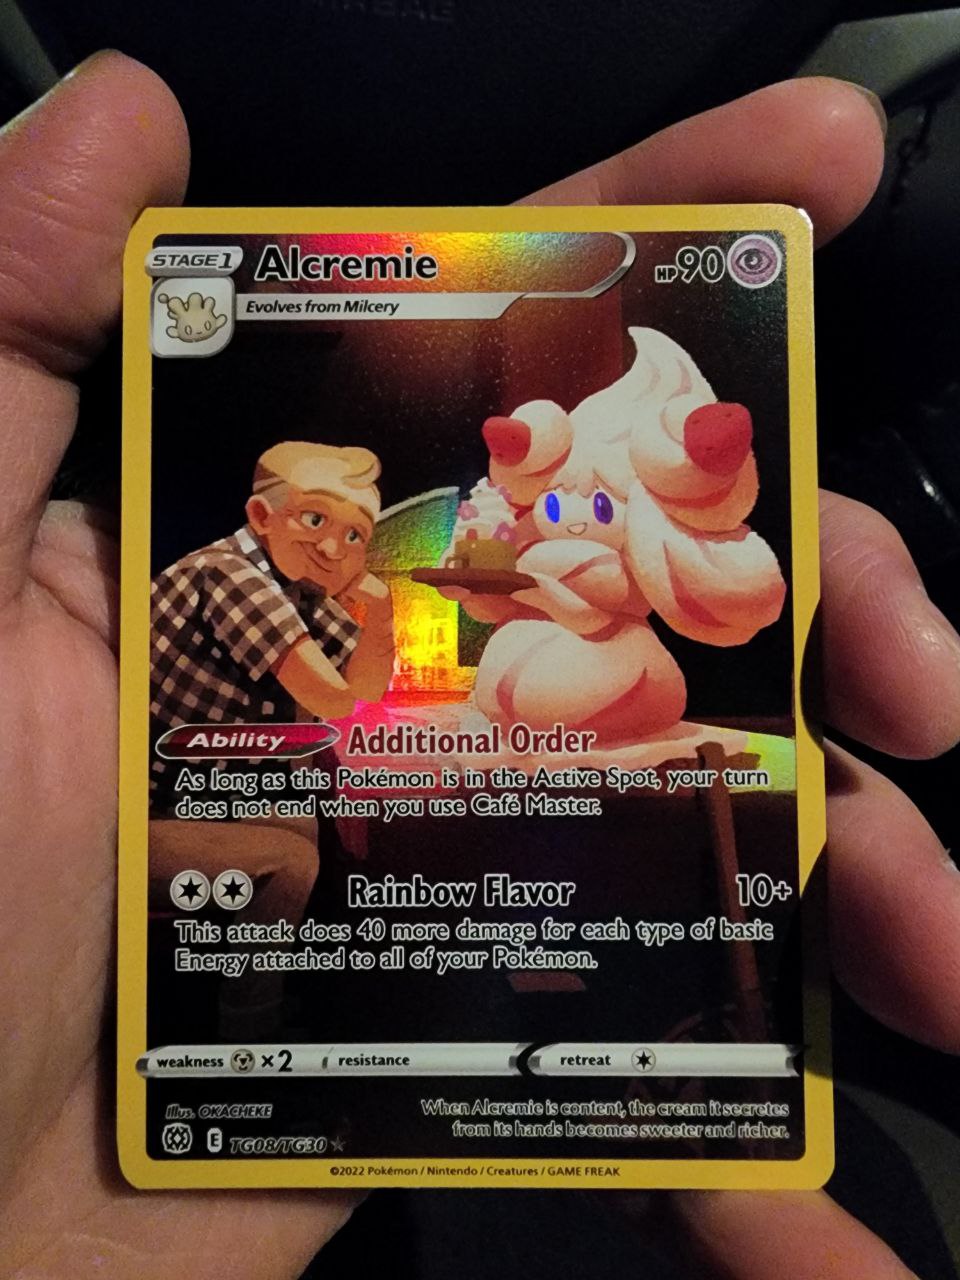 STAGE 1
Alcremie
HP 90
Evolves from Milcery
Ability Additional Order
As long as this Pokémon is in the Active Spot, your turn
does not end when you use Café Master.
Rainbow Flavor 10+
This attack does 40 more damage for each type of basic
Energy attached to all of your Pokémon.
weakness ×2 resistance retreat
Illus. OKACHEKE
When Alcremie is content, the cream it secretes
from its hands becomes sweeter and richer.
E TG08/TG30 ★
©2022 Pokémon / Nintendo / Creatures / GAME FREAK